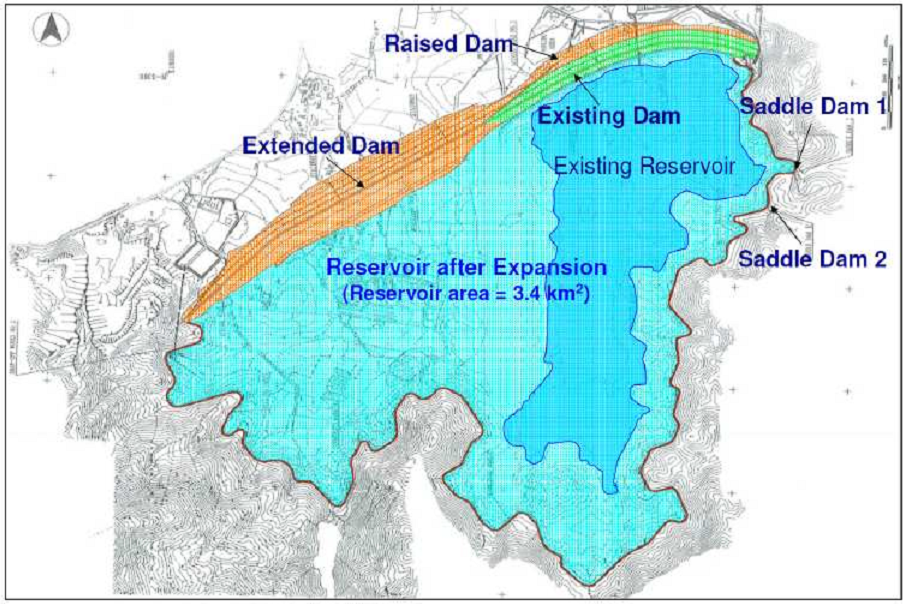 Raised Dam
Saddle Dam 1
Existing Dam
Extended Dam
Existing Reservoir
Reservoir after Expansion
(Reservoir area = 3.4 km²)
Saddle Dam 2